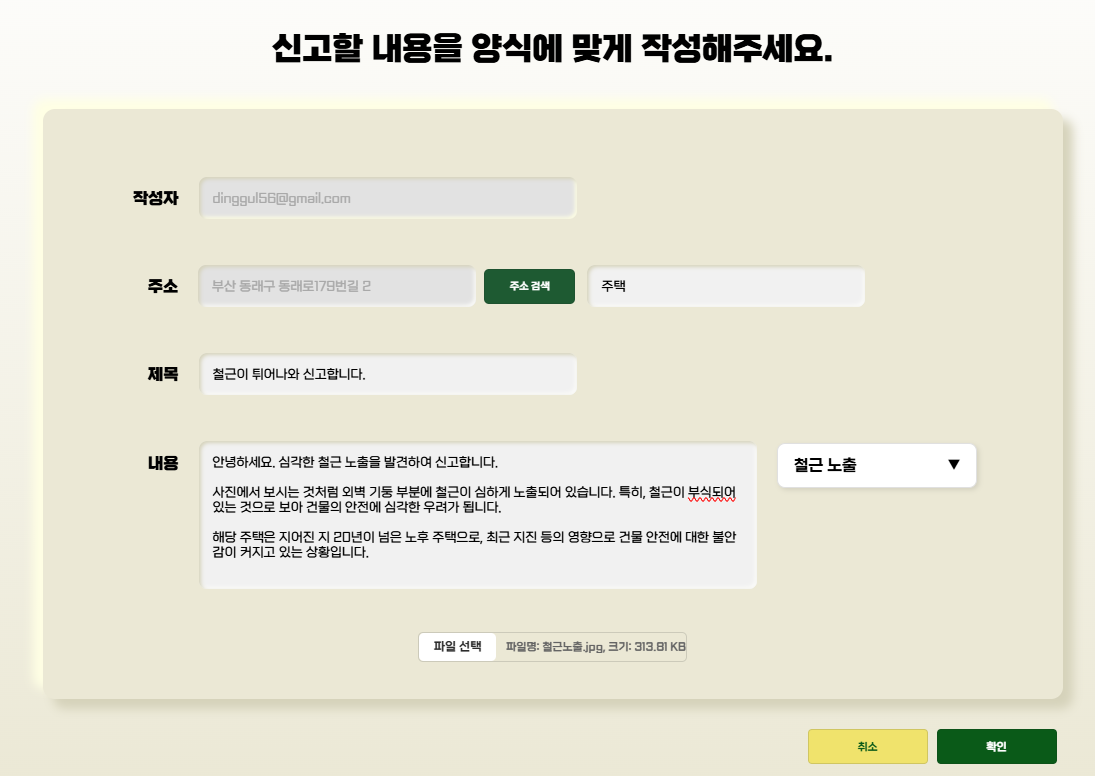 신고할 내용을 양식에 맞게 작성해주세요.
작성자
dinggul56@gmail.com
주소
부산 동래구 동래로179번길 2
주소 검색
주택
제목
철근이 튀어나와 신고합니다.
내용
안녕하세요. 심각한 철근 노출을 발견하여 신고합니다.
사진에서 보시는 것처럼 외벽 기둥 부분에 철근이 심하게 노출되어 있습니다. 특히, 철근이 부식되어
있는 것으로 보아 건물의 안전에 심각한 우려가 됩니다.
해당 주택은 지어진 지 20년이 넘은 노후 주택으로, 최근 지진 등의 영향으로 건물 안전에 대한 불안
감이 커지고 있는 상황입니다.
철근 노출 ▼
파일 선택
파일명: 철근노출.jpg, 크기: 313.81 KB
취소
확인